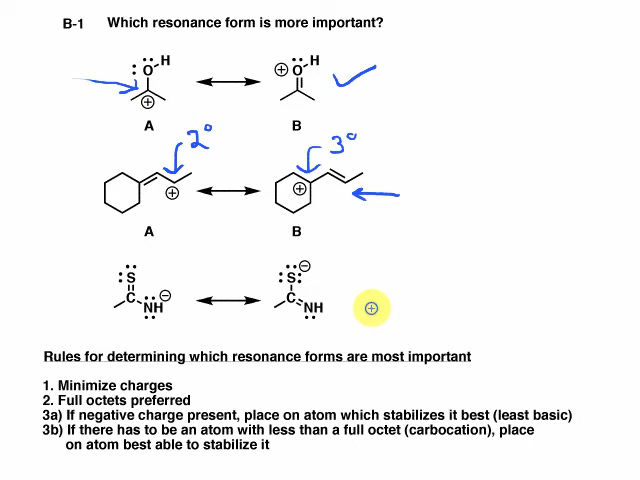 B-1 Which resonance form is more important?
H H
:O ⊕ O
⊕
A B
2° 3°
⊕ ⊕
A B
:S: :S: ⊖
C NH ⊖ C NH
⊕
Rules for determining which resonance forms are most important
1. Minimize charges
2. Full octets preferred
3a) If negative charge present, place on atom which stabilizes it best (least basic)
3b) If there has to be an atom with less than a full octet (carbocation), place
on atom best able to stabilize it